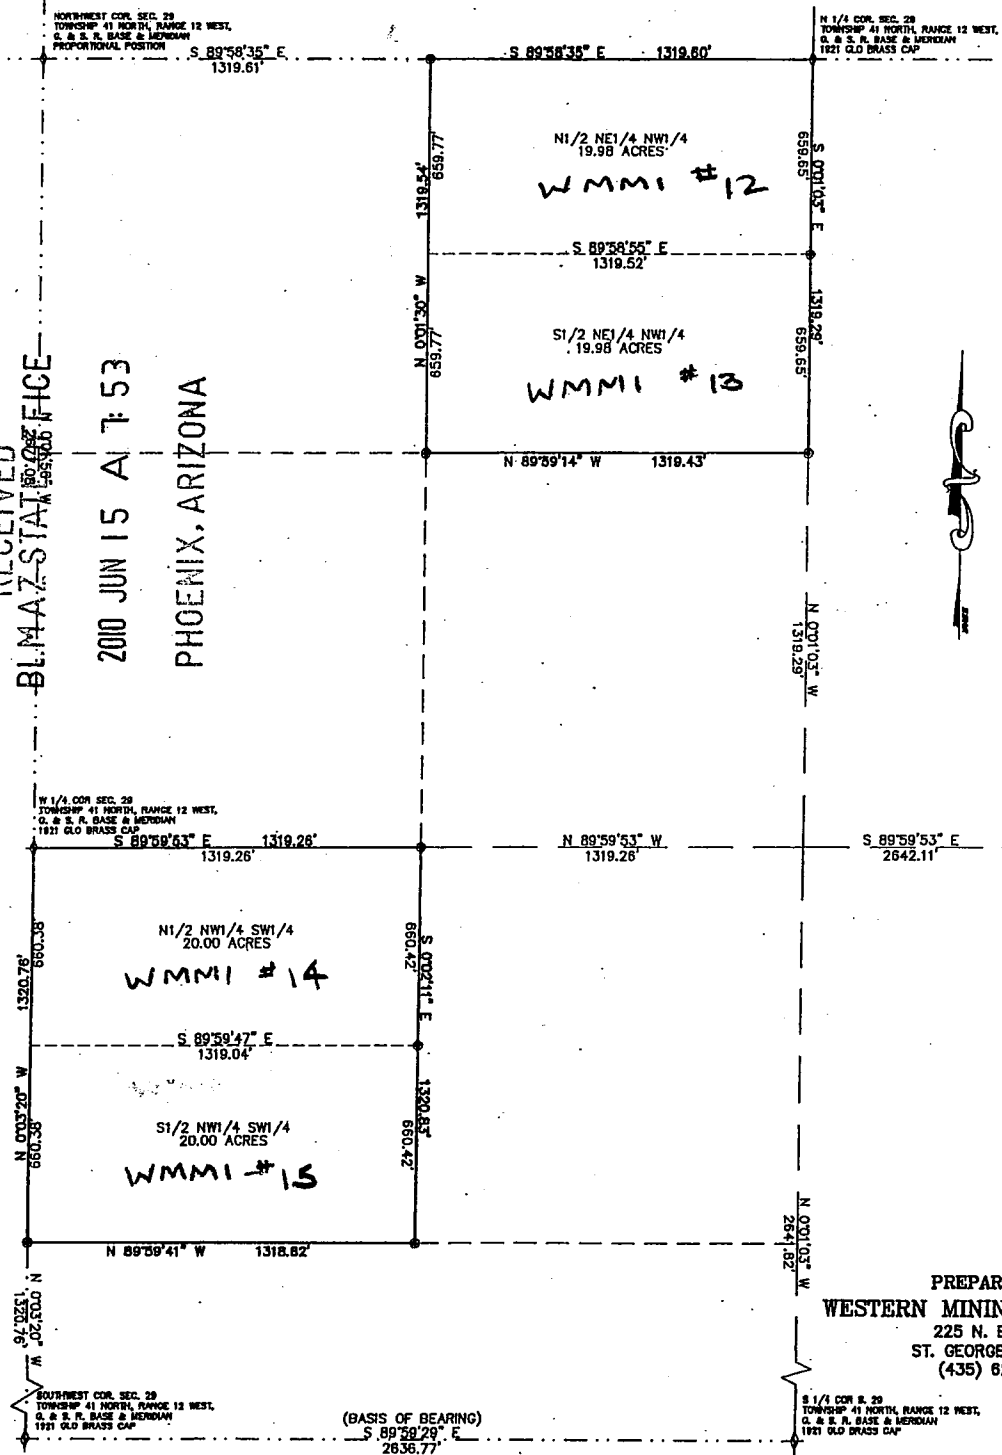 NORTHWEST COR. SEC. 29
TOWNSHIP 41 NORTH, RANGE 12 WEST,
G. & S. R. BASE & MERIDIAN
PROPORTIONAL POSITION
S 89°58'35" E
1319.61'
S 89°58'35" E 1319.60'
N 1/4 COR. SEC. 29
TOWNSHIP 41 NORTH, RANGE 12 WEST,
G. & S. R. BASE & MERIDIAN
1921 GLO BRASS CAP
N1/2 NE1/4 NW1/4
19.98 ACRES
WMMI #12
659.77'
1319.54'
N 0°01'30" W
659.77'
659.65'
S 0°01'03" E
1319.29'
659.65'
S 89°58'55" E
1319.52'
S1/2 NE1/4 NW1/4
19.98 ACRES
WMMI #13
N 89°59'14" W 1319.43'
RECEIVED
BLM AZ STATE OFFICE
2010 JUN 15 A 7:53
PHOENIX, ARIZONA
N 0°01'03" W
1319.29'
W 1/4 COR SEC. 29
TOWNSHIP 41 NORTH, RANGE 12 WEST,
G. & S. R. BASE & MERIDIAN
1921 GLO BRASS CAP
S 89°59'53" E 1319.26'
1319.26'
N 89°59'53" W
1319.26'
S 89°59'53" E
2642.11'
N1/2 NW1/4 SW1/4
20.00 ACRES
WMMI #14
660.38'
1320.76'
N 0°03'20" W
660.38'
660.42'
S 0°02'11" E
1320.83'
660.42'
S 89°59'47" E
1319.04'
S1/2 NW1/4 SW1/4
20.00 ACRES
WMMI #15
N 89°59'41" W 1318.82'
N 0°03'20" W
1320.76'
N 0°01'03" W
2641.82'
PREPAR
WESTERN MININ
225 N. B
ST. GEORGE
(435) 6
SOUTHWEST COR. SEC. 29
TOWNSHIP 41 NORTH, RANGE 12 WEST,
G. & S. R. BASE & MERIDIAN
1921 GLO BRASS CAP
(BASIS OF BEARING)
S 89°59'29" E
2636.77'
S 1/4 COR S. 29
TOWNSHIP 41 NORTH, RANGE 12 WEST,
G. & S. R. BASE & MERIDIAN
1921 GLO BRASS CAP